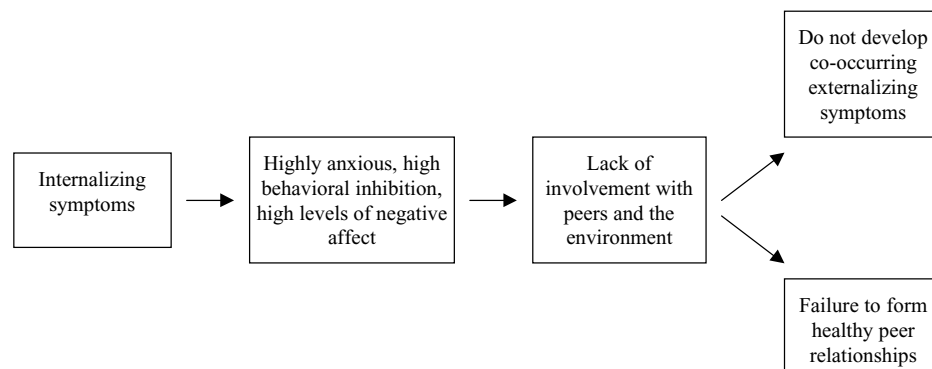 Internalizing
symptoms
Highly anxious, high
behavioral inhibition,
high levels of negative
affect
Lack of
involvement with
peers and the
environment
Do not develop
co-occurring
externalizing
symptoms
Failure to form
healthy peer
relationships